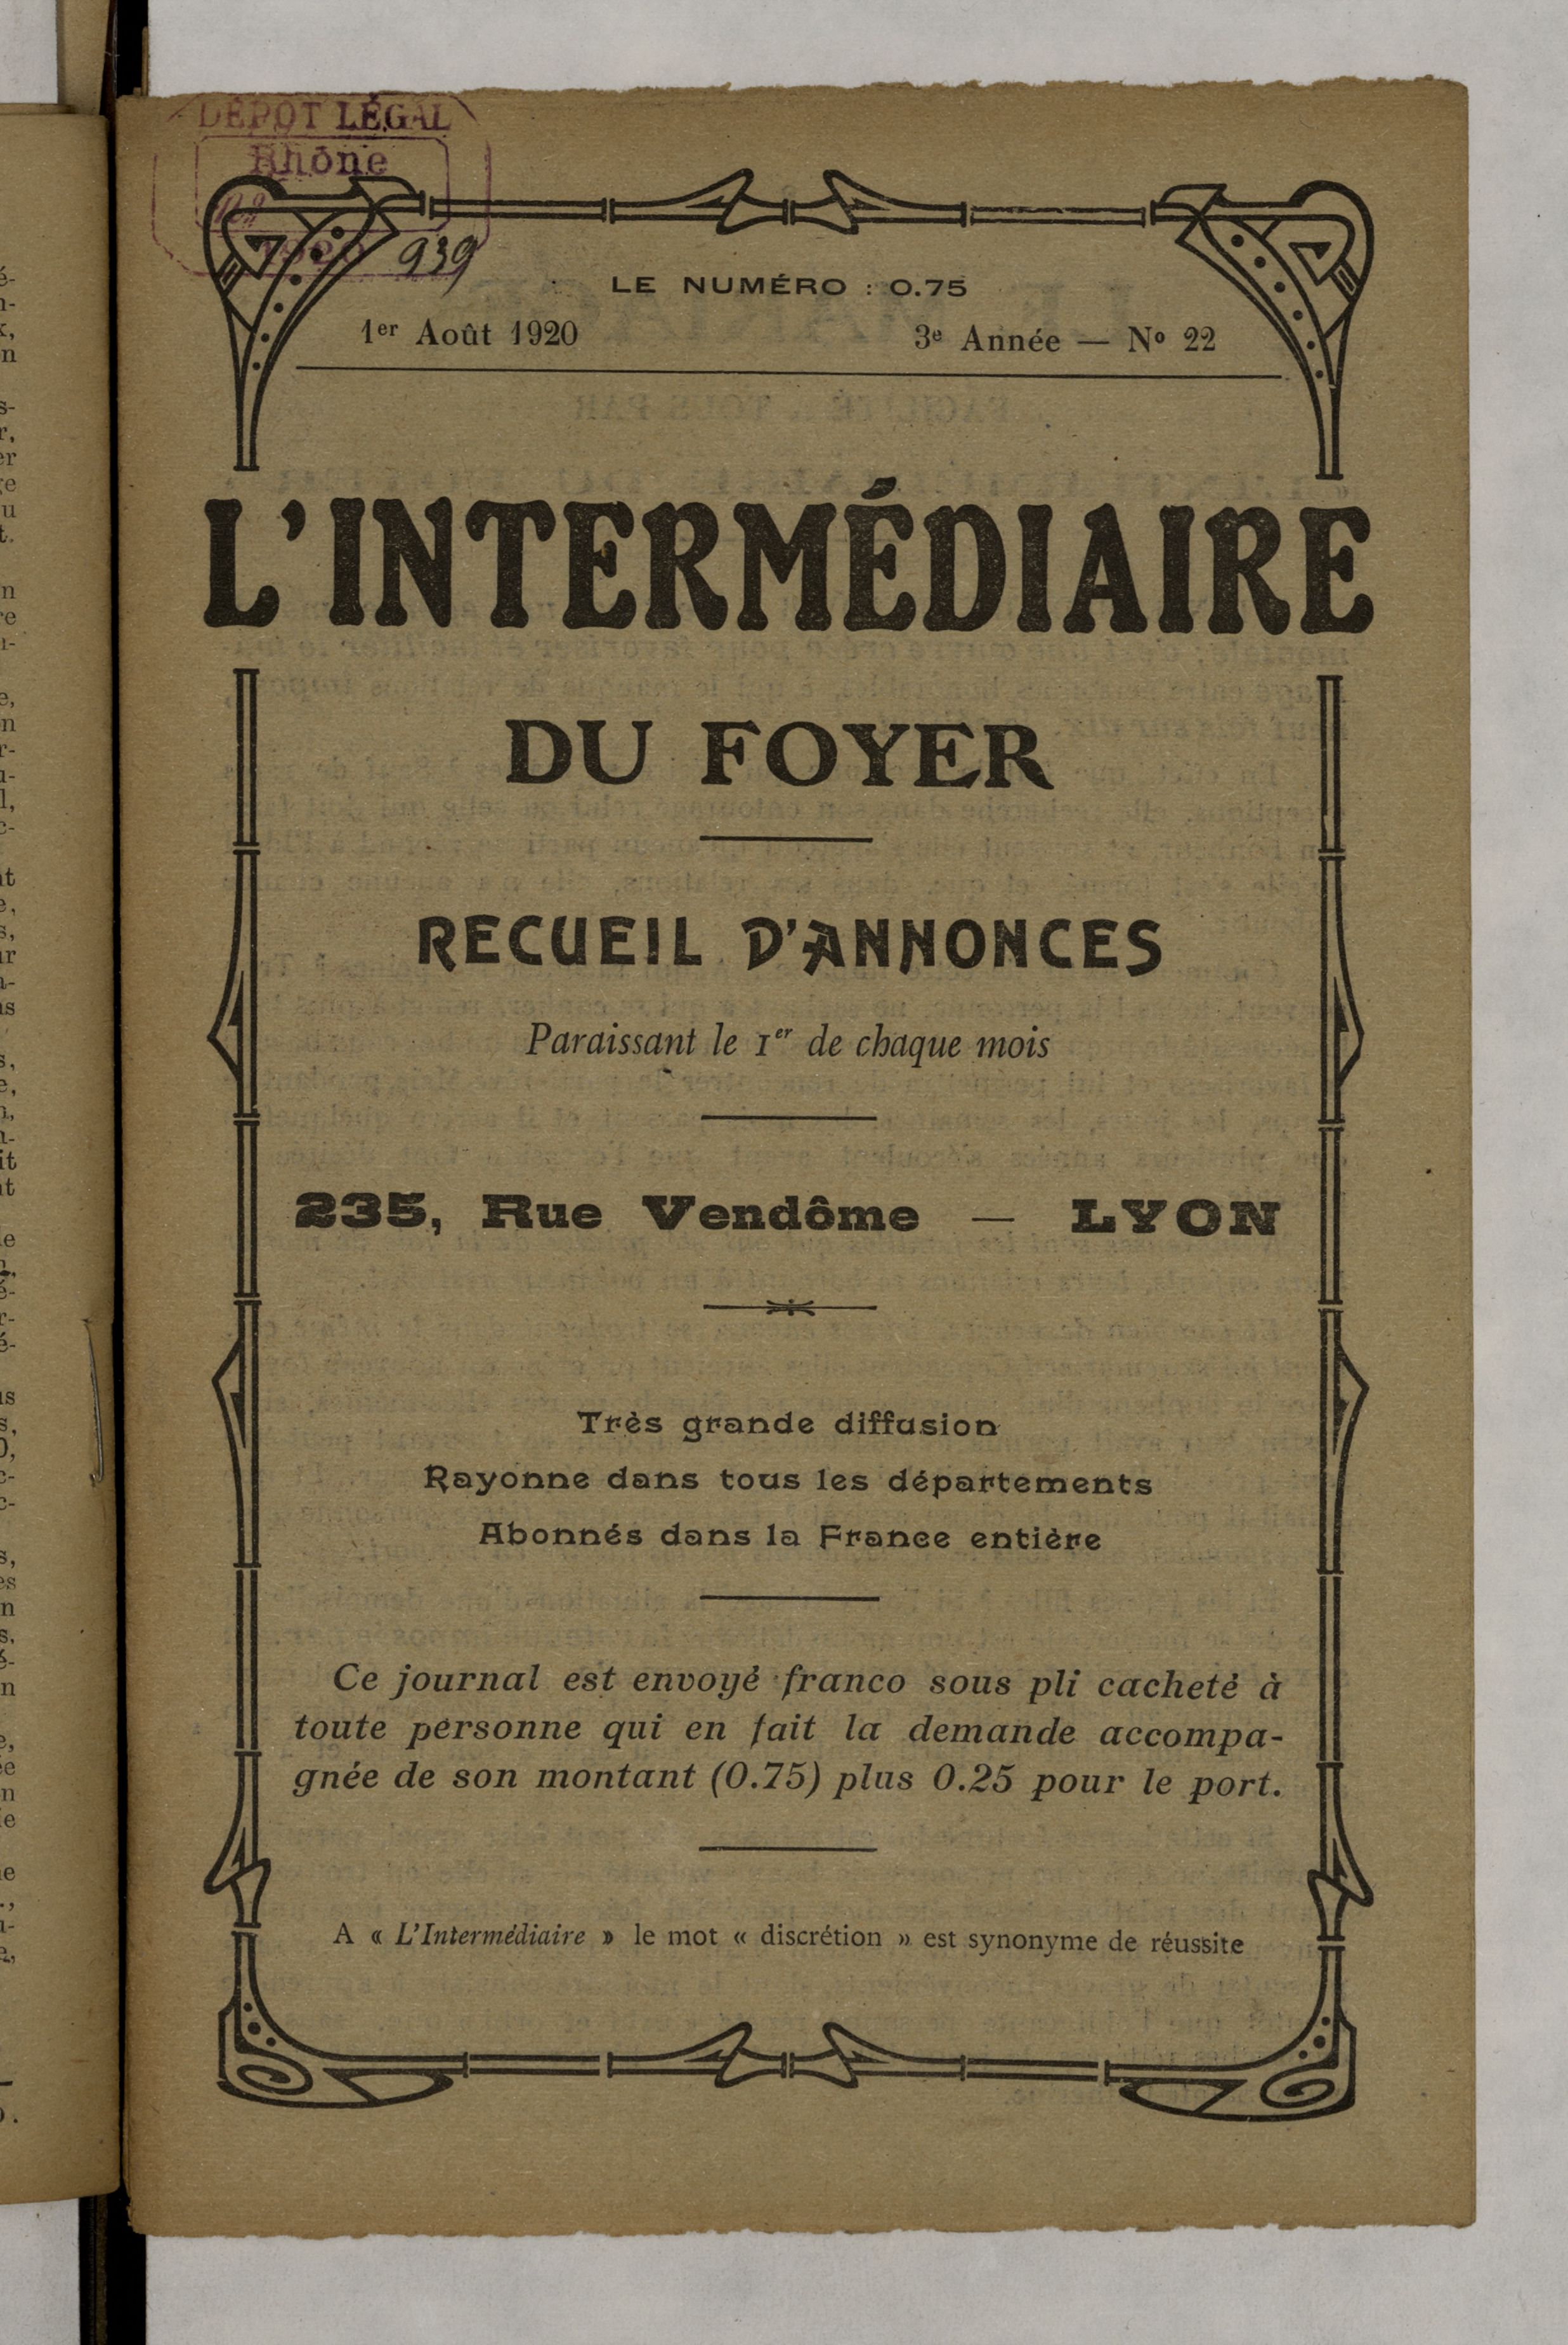 DÉPOT LÉGAL
Rhône
939
LE NUMÉRO : 0.75
1er Août 1920 3e Année — No 22
L'INTERMÉDIAIRE
DU FOYER
RECUEIL D'ANNONCES
Paraissant le 1er de chaque mois
235, Rue Vendôme — LYON
Très grande diffusion
Rayonne dans tous les départements
Abonnés dans la France entière
Ce journal est envoyé franco sous pli cacheté à
toute personne qui en fait la demande accompa-
gnée de son montant (0.75) plus 0.25 pour le port.
A « L'Intermédiaire » le mot « discrétion » est synonyme de réussite